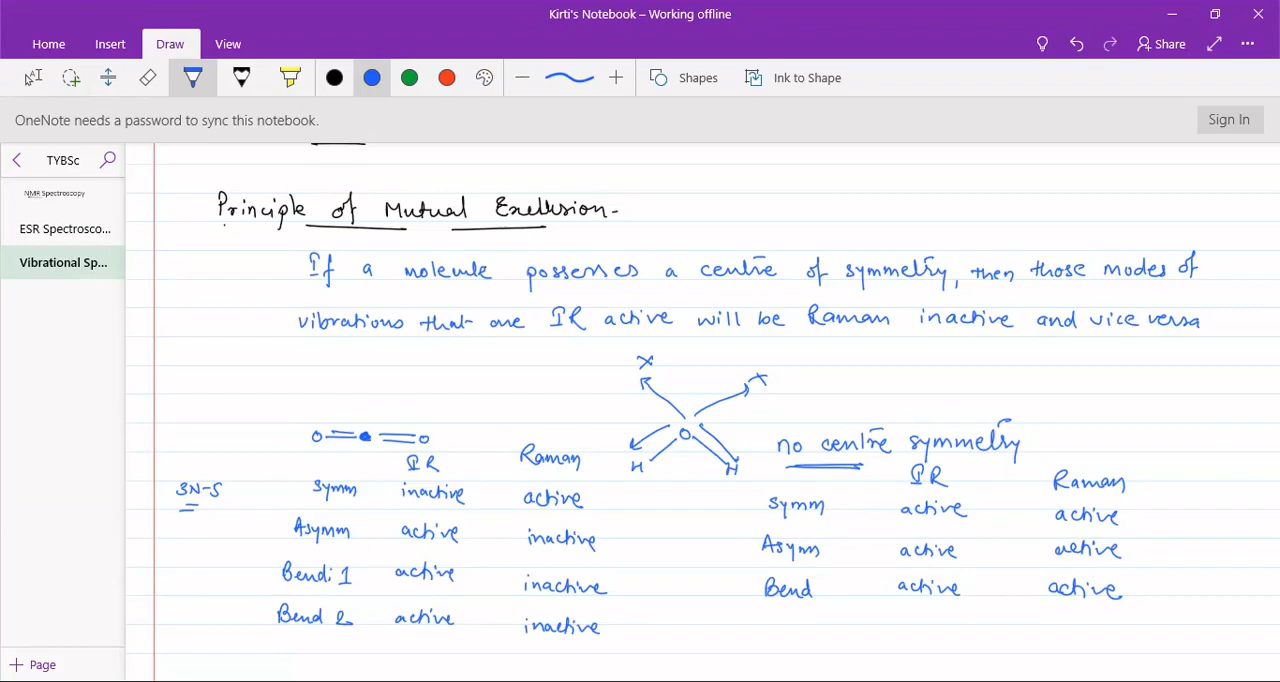 Kirti's Notebook – Working offline
Home Insert Draw View Share
Shapes Ink to Shape
OneNote needs a password to sync this notebook. Sign In
TYBSc
NMR Spectroscopy
ESR Spectrosco...
Vibrational Sp...
Principle of Mutual Exclusion-
If a molecule possesses a centre of symmetry, then those modes of
vibrations that are IR active will be Raman inactive and vice versa
X X
O = = O
O
H H
no centre symmetry
IR Raman
3N-5 Symm inactive active
Asymm active inactive
Bendi 1 active inactive
Bend 2 active inactive
IR Raman
Symm active active
Asymm active active
Bend active active
+ Page